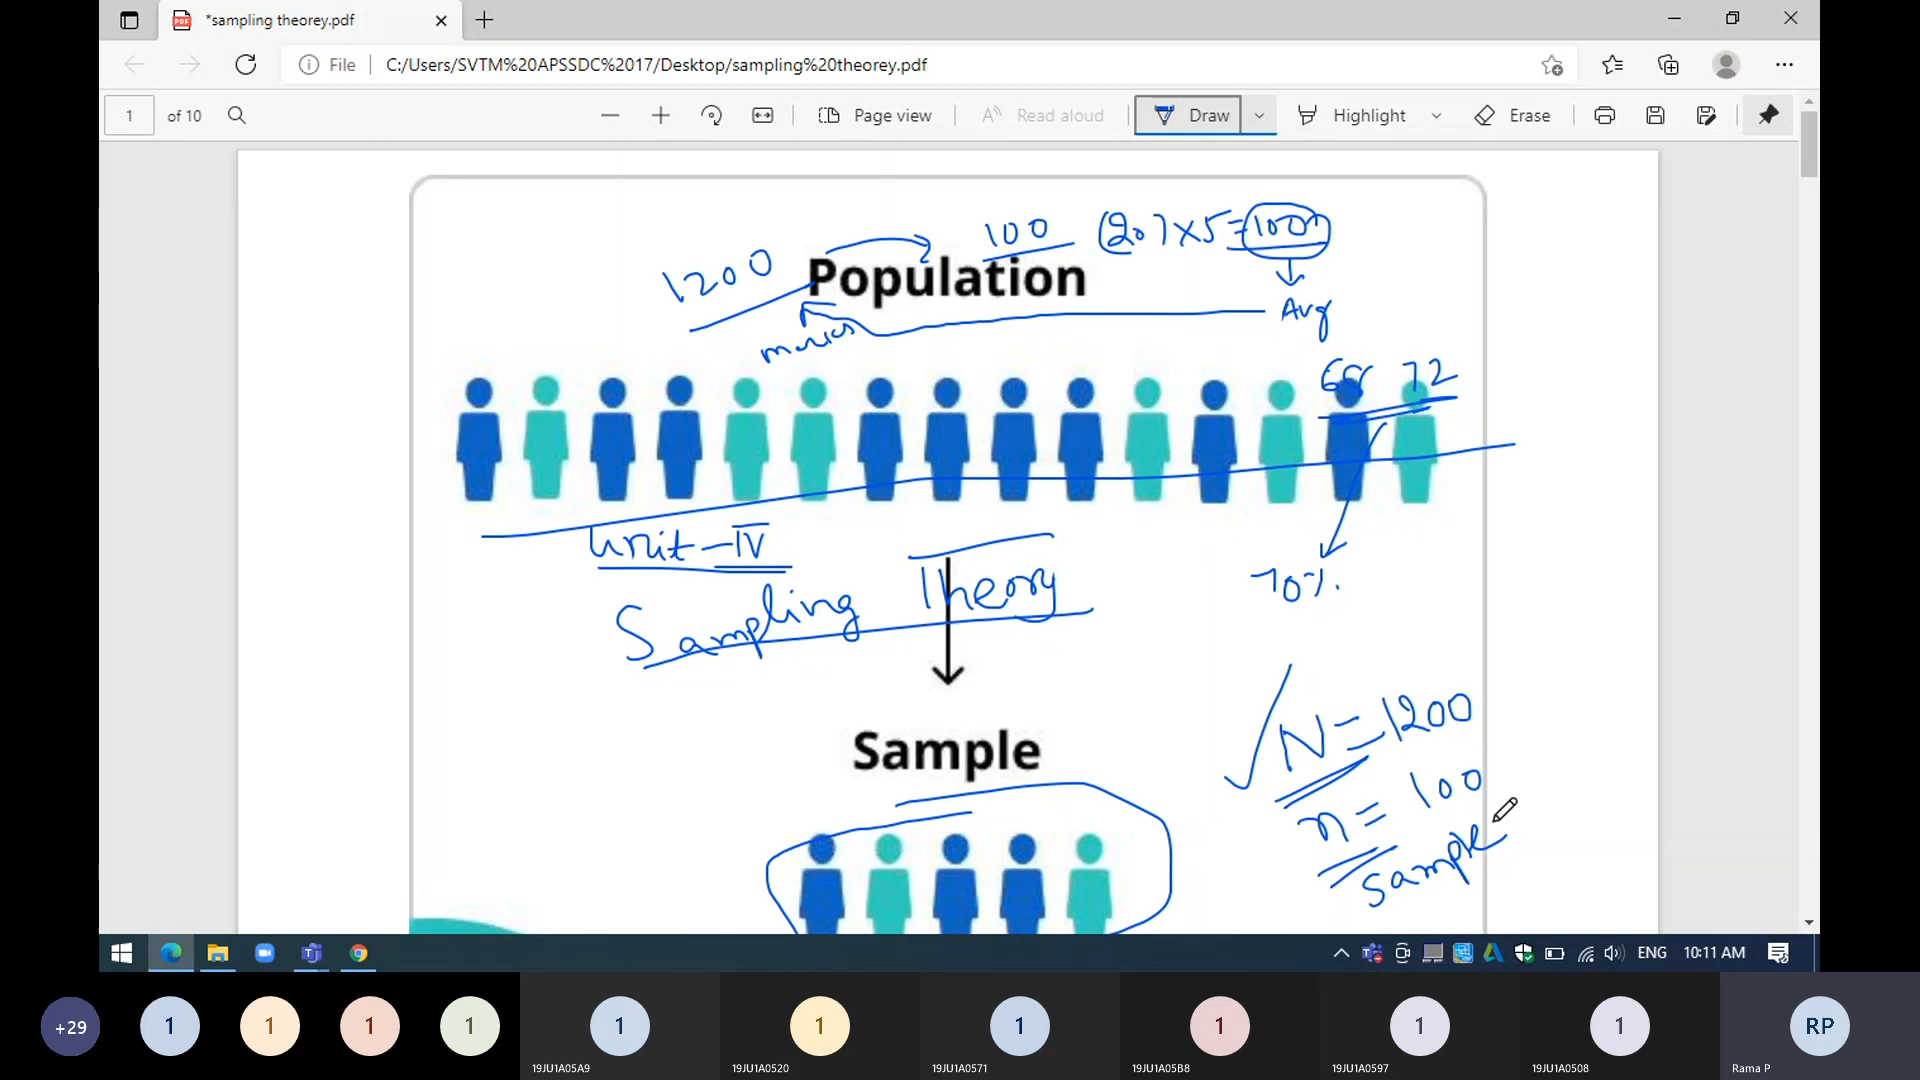 *sampling theorey.pdf
File C:/Users/SVTM%20APSSDC%2017/Desktop/sampling%20theorey.pdf
1 of 10 Page view Read aloud Draw Highlight Erase
1200 100 (20)×5=100
Population
Avg
68 72
Unit-IV
Sampling Theory
70%
N=1200
Sample
n=100
Sample
ENG 10:11 AM
+29 1 1 1 1 1 1 1 1 1 1 RP
19JU1A05A9 19JU1A0520 19JU1A0571 19JU1A05B8 19JU1A0597 19JU1A0508 Rama P